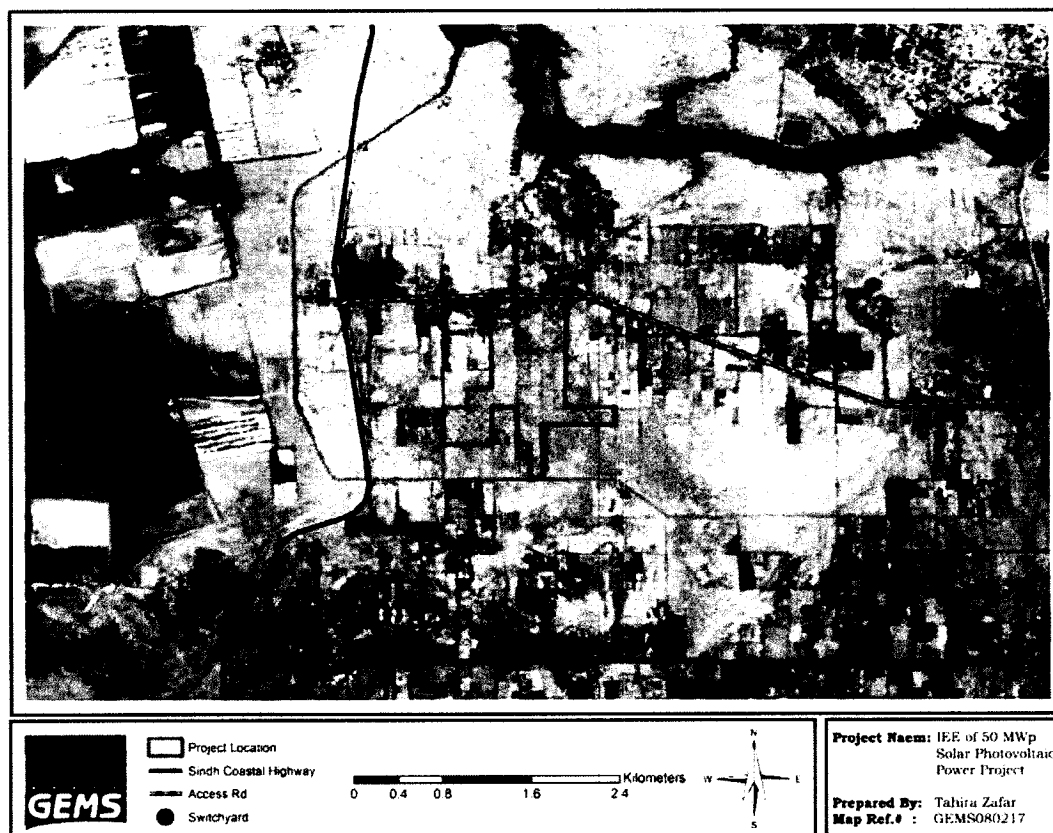 GEMS
Project Location
Sindh Coastal Highway
Access Rd
Switchyard
0 0.4 0.8 1.6 2.4 Kilometers
N
W E
S
Project Naem: IEE of 50 MWp
Solar Photovoltaic
Power Project
Prepared By: Tahira Zafar
Map Ref.# : GEMS080217